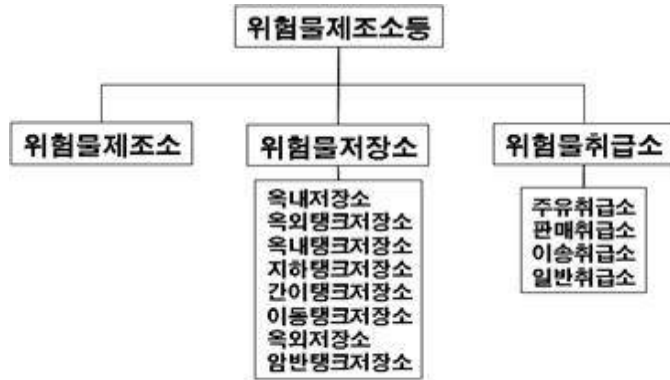 위험물제조소등
위험물제조소
위험물저장소
위험물취급소
옥내저장소
옥외탱크저장소
옥내탱크저장소
지하탱크저장소
간이탱크저장소
이동탱크저장소
옥외저장소
암반탱크저장소
주유취급소
판매취급소
이송취급소
일반취급소